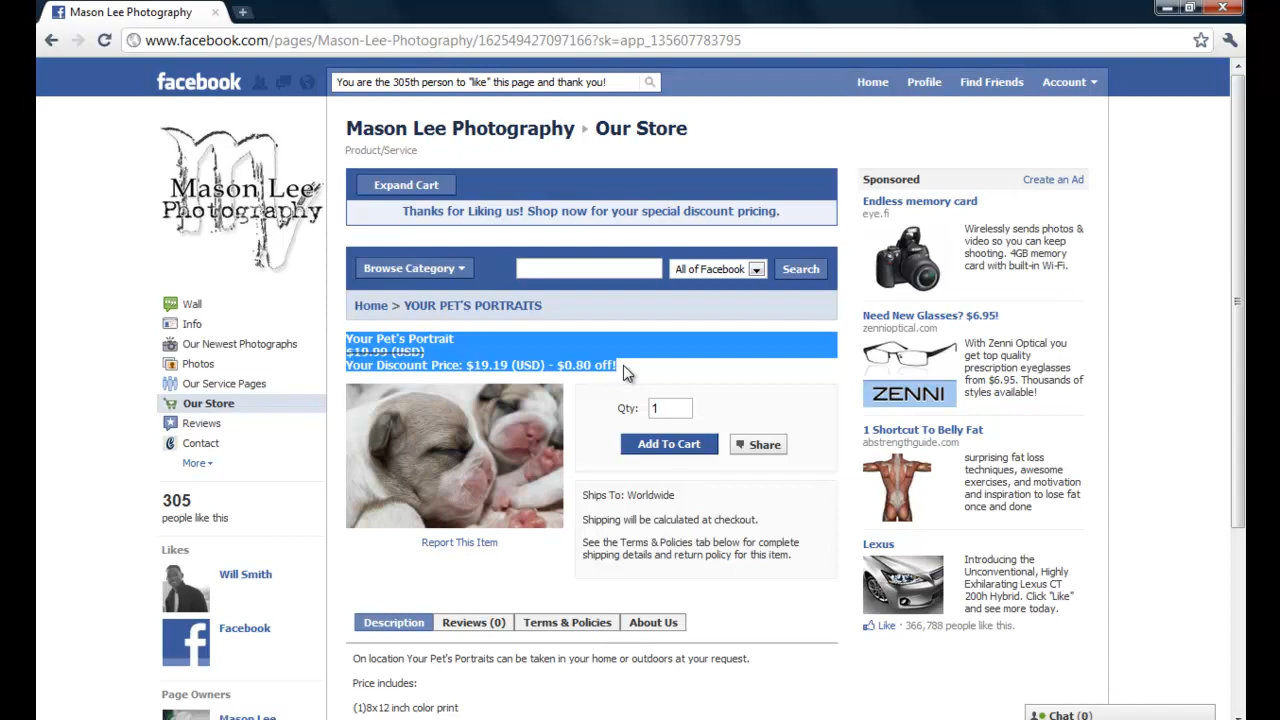 Mason Lee Photography
www.facebook.com/pages/Mason-Lee-Photography/162549427097166?sk=app_135607783795
facebook
You are the 305th person to "like" this page and thank you!
Home
Profile
Find Friends
Account
Mason Lee Photography
Mason Lee Photography
Our Store
Product/Service
Expand Cart
Thanks for Liking us! Shop now for your special discount pricing.
Browse Category
All of Facebook
Search
Home > YOUR PET'S PORTRAITS
Your Pet's Portrait
$19.99 (USD)
Your Discount Price: $19.19 (USD) - $0.80 off!
Qty: 1
Add To Cart
Share
Ships To: Worldwide
Shipping will be calculated at checkout.
See the Terms & Policies tab below for complete
shipping details and return policy for this item.
Report This Item
Description
Reviews (0)
Terms & Policies
About Us
On location Your Pet's Portraits can be taken in your home or outdoors at your request.
Price includes:
(1)8x12 inch color print
Wall
Info
Our Newest Photographs
Photos
Our Service Pages
Our Store
Reviews
Contact
More
305
people like this
Likes
Will Smith
Facebook
Page Owners
Mason Lee
Sponsored
Create an Ad
Endless memory card
eye.fi
Wirelessly sends photos &
video so you can keep
shooting. 4GB memory
card with built-in Wi-Fi.
Need New Glasses? $6.95!
zennioptical.com
ZENNI
With Zenni Optical you
get top quality
prescription eyeglasses
from $6.95. Thousands of
styles available!
1 Shortcut To Belly Fat
abstrengthguide.com
surprising fat loss
techniques, awesome
exercises, and motivation
and inspiration to lose fat
once and done
Lexus
Introducing the
Unconventional, Highly
Exhilarating Lexus CT
200h Hybrid. Click "Like"
and see more today.
Like · 366,788 people like this.
Chat (0)